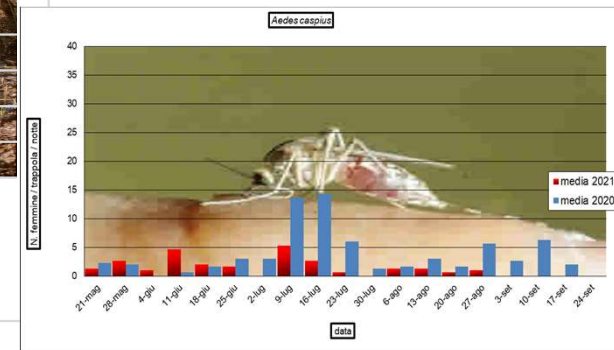 Aedes caspius
40
35
30
25
20
15
10
5
0
N. femmine / trappola / notte
21-mag
28-mag
4-giu
11-giu
18-giu
25-giu
2-lug
9-lug
16-lug
23-lug
30-lug
6-ago
13-ago
20-ago
27-ago
3-set
10-set
17-set
24-set
data
media 2021
media 2020